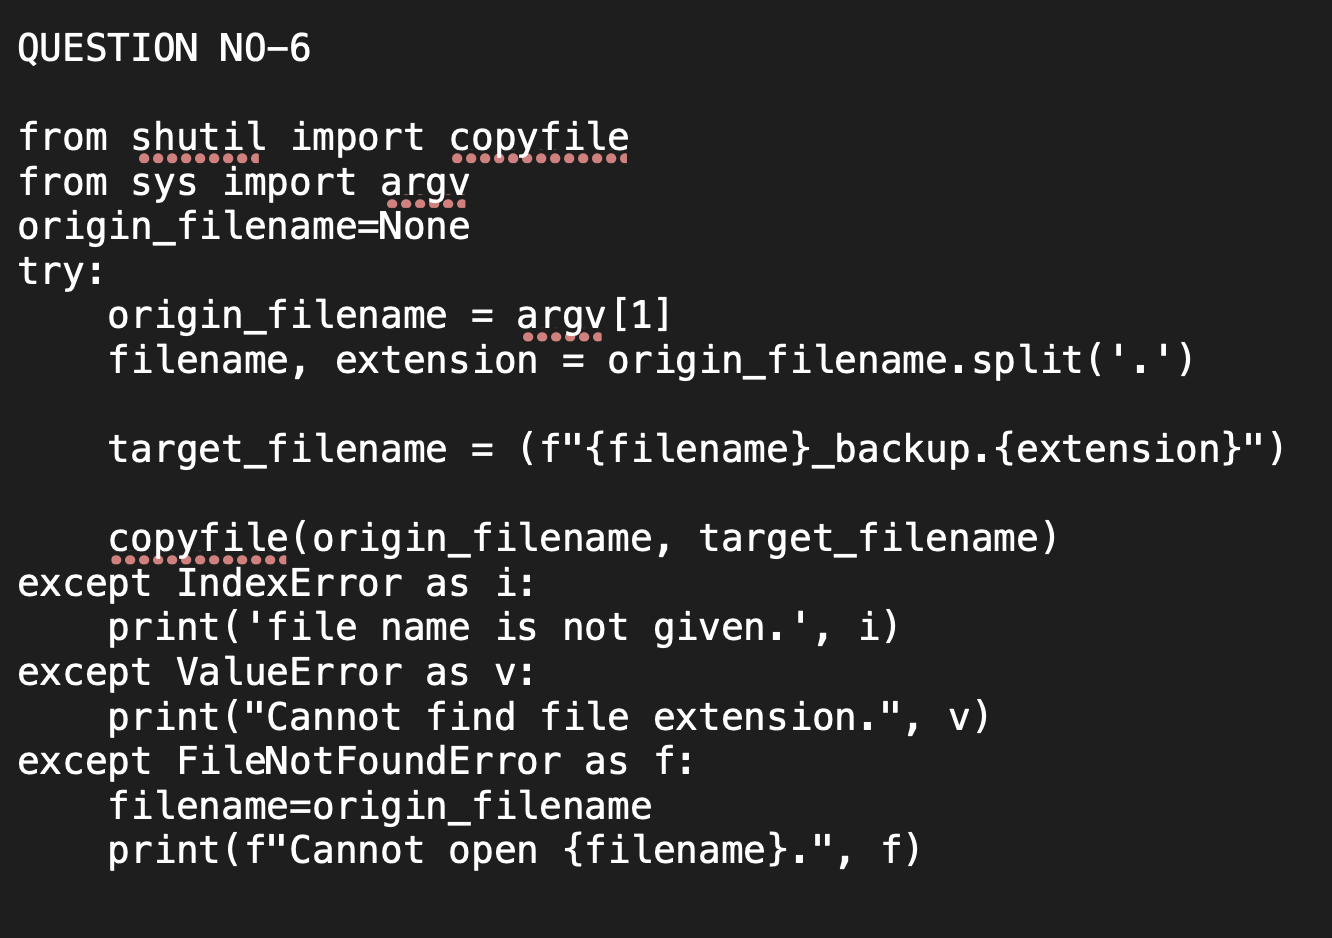 QUESTION NO-6
from shutil import copyfile
from sys import argv
origin_filename=None
try:
    origin_filename = argv[1]
    filename, extension = origin_filename.split('.')
    target_filename = (f"{filename}_backup.{extension}")
    copyfile(origin_filename, target_filename)
except IndexError as i:
    print('file name is not given.', i)
except ValueError as v:
    print("Cannot find file extension.", v)
except FileNotFoundError as f:
    filename=origin_filename
    print(f"Cannot open {filename}.", f)